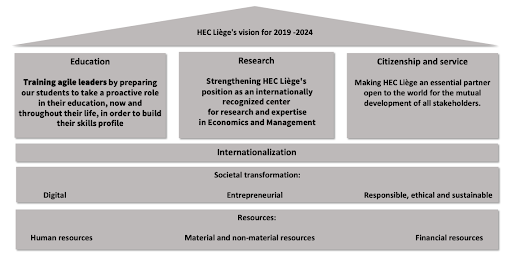 HEC Liège's vision for 2019 -2024
Education
Training agile leaders by preparing
our students to take a proactive role
in their education, now and
throughout their life, in order to build
their skills profile
Research
Strengthening HEC Liège's
position as an internationally
recognized center
for research and expertise
in Economics and Management
Citizenship and service
Making HEC Liège an essential partner
open to the world for the mutual
development of all stakeholders.
Internationalization
Societal transformation:
Digital Entrepreneurial Responsible, ethical and sustainable
Resources:
Human resources Material and non-material resources Financial resources